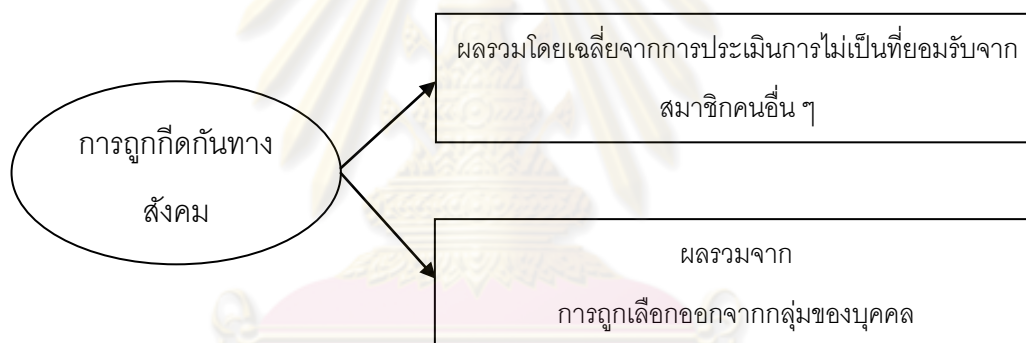 ผลรวมโดยเฉลี่ยจากการประเมินการไม่เป็นที่ยอมรับจาก
สมาชิกคนอื่น ๆ
การถูกกีดกันทาง
สังคม
ผลรวมจาก
การถูกเลือกออกจากกลุ่มของบุคคล